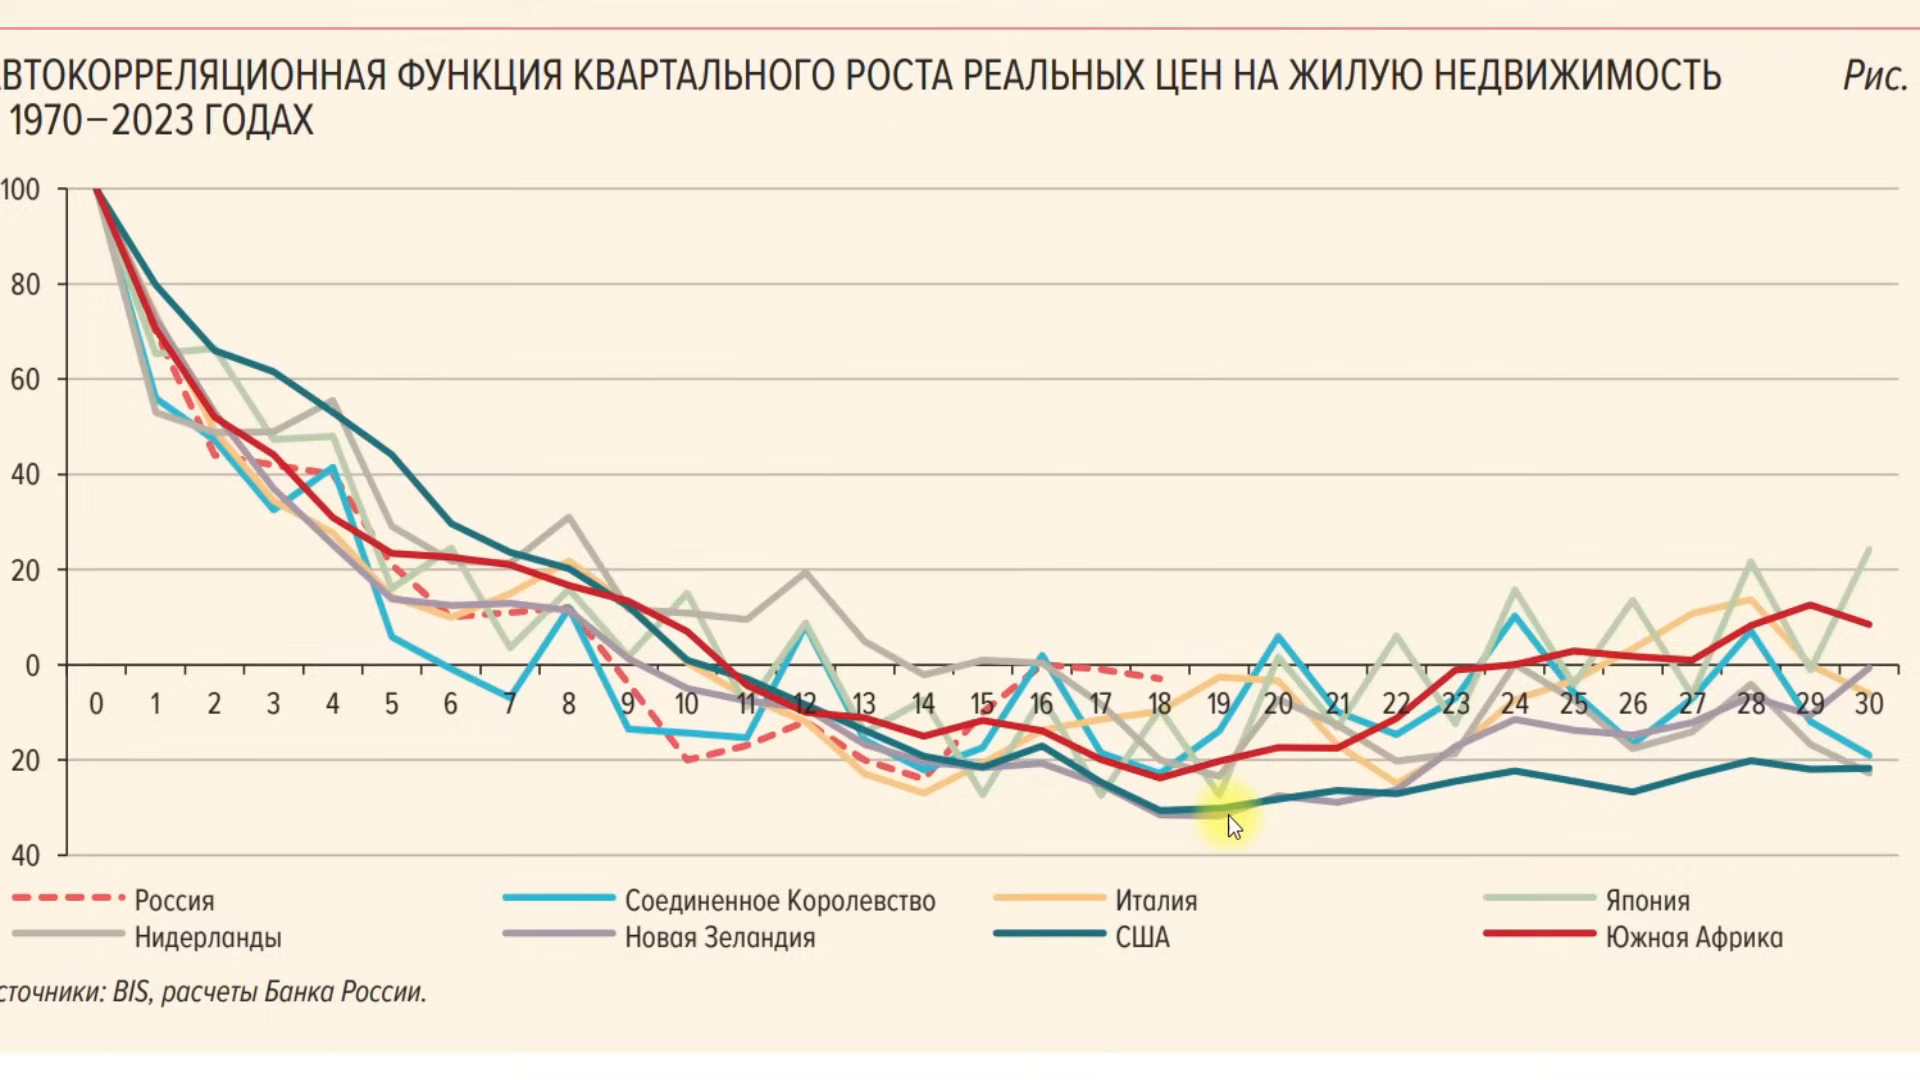 ВТОКОРРЕЛЯЦИОННАЯ ФУНКЦИЯ КВАРТАЛЬНОГО РОСТА РЕАЛЬНЫХ ЦЕН НА ЖИЛУЮ НЕДВИЖИМОСТЬ Рис.
1970–2023 ГОДАХ
100
80
60
40
20
0
0 1 2 3 4 5 6 7 8 9 10 11 12 13 14 15 16 17 18 19 20 21 22 23 24 25 26 27 28 29 30
20
40
Россия Соединенное Королевство Италия Япония
Нидерланды Новая Зеландия США Южная Африка
сточники: BIS, расчеты Банка России.